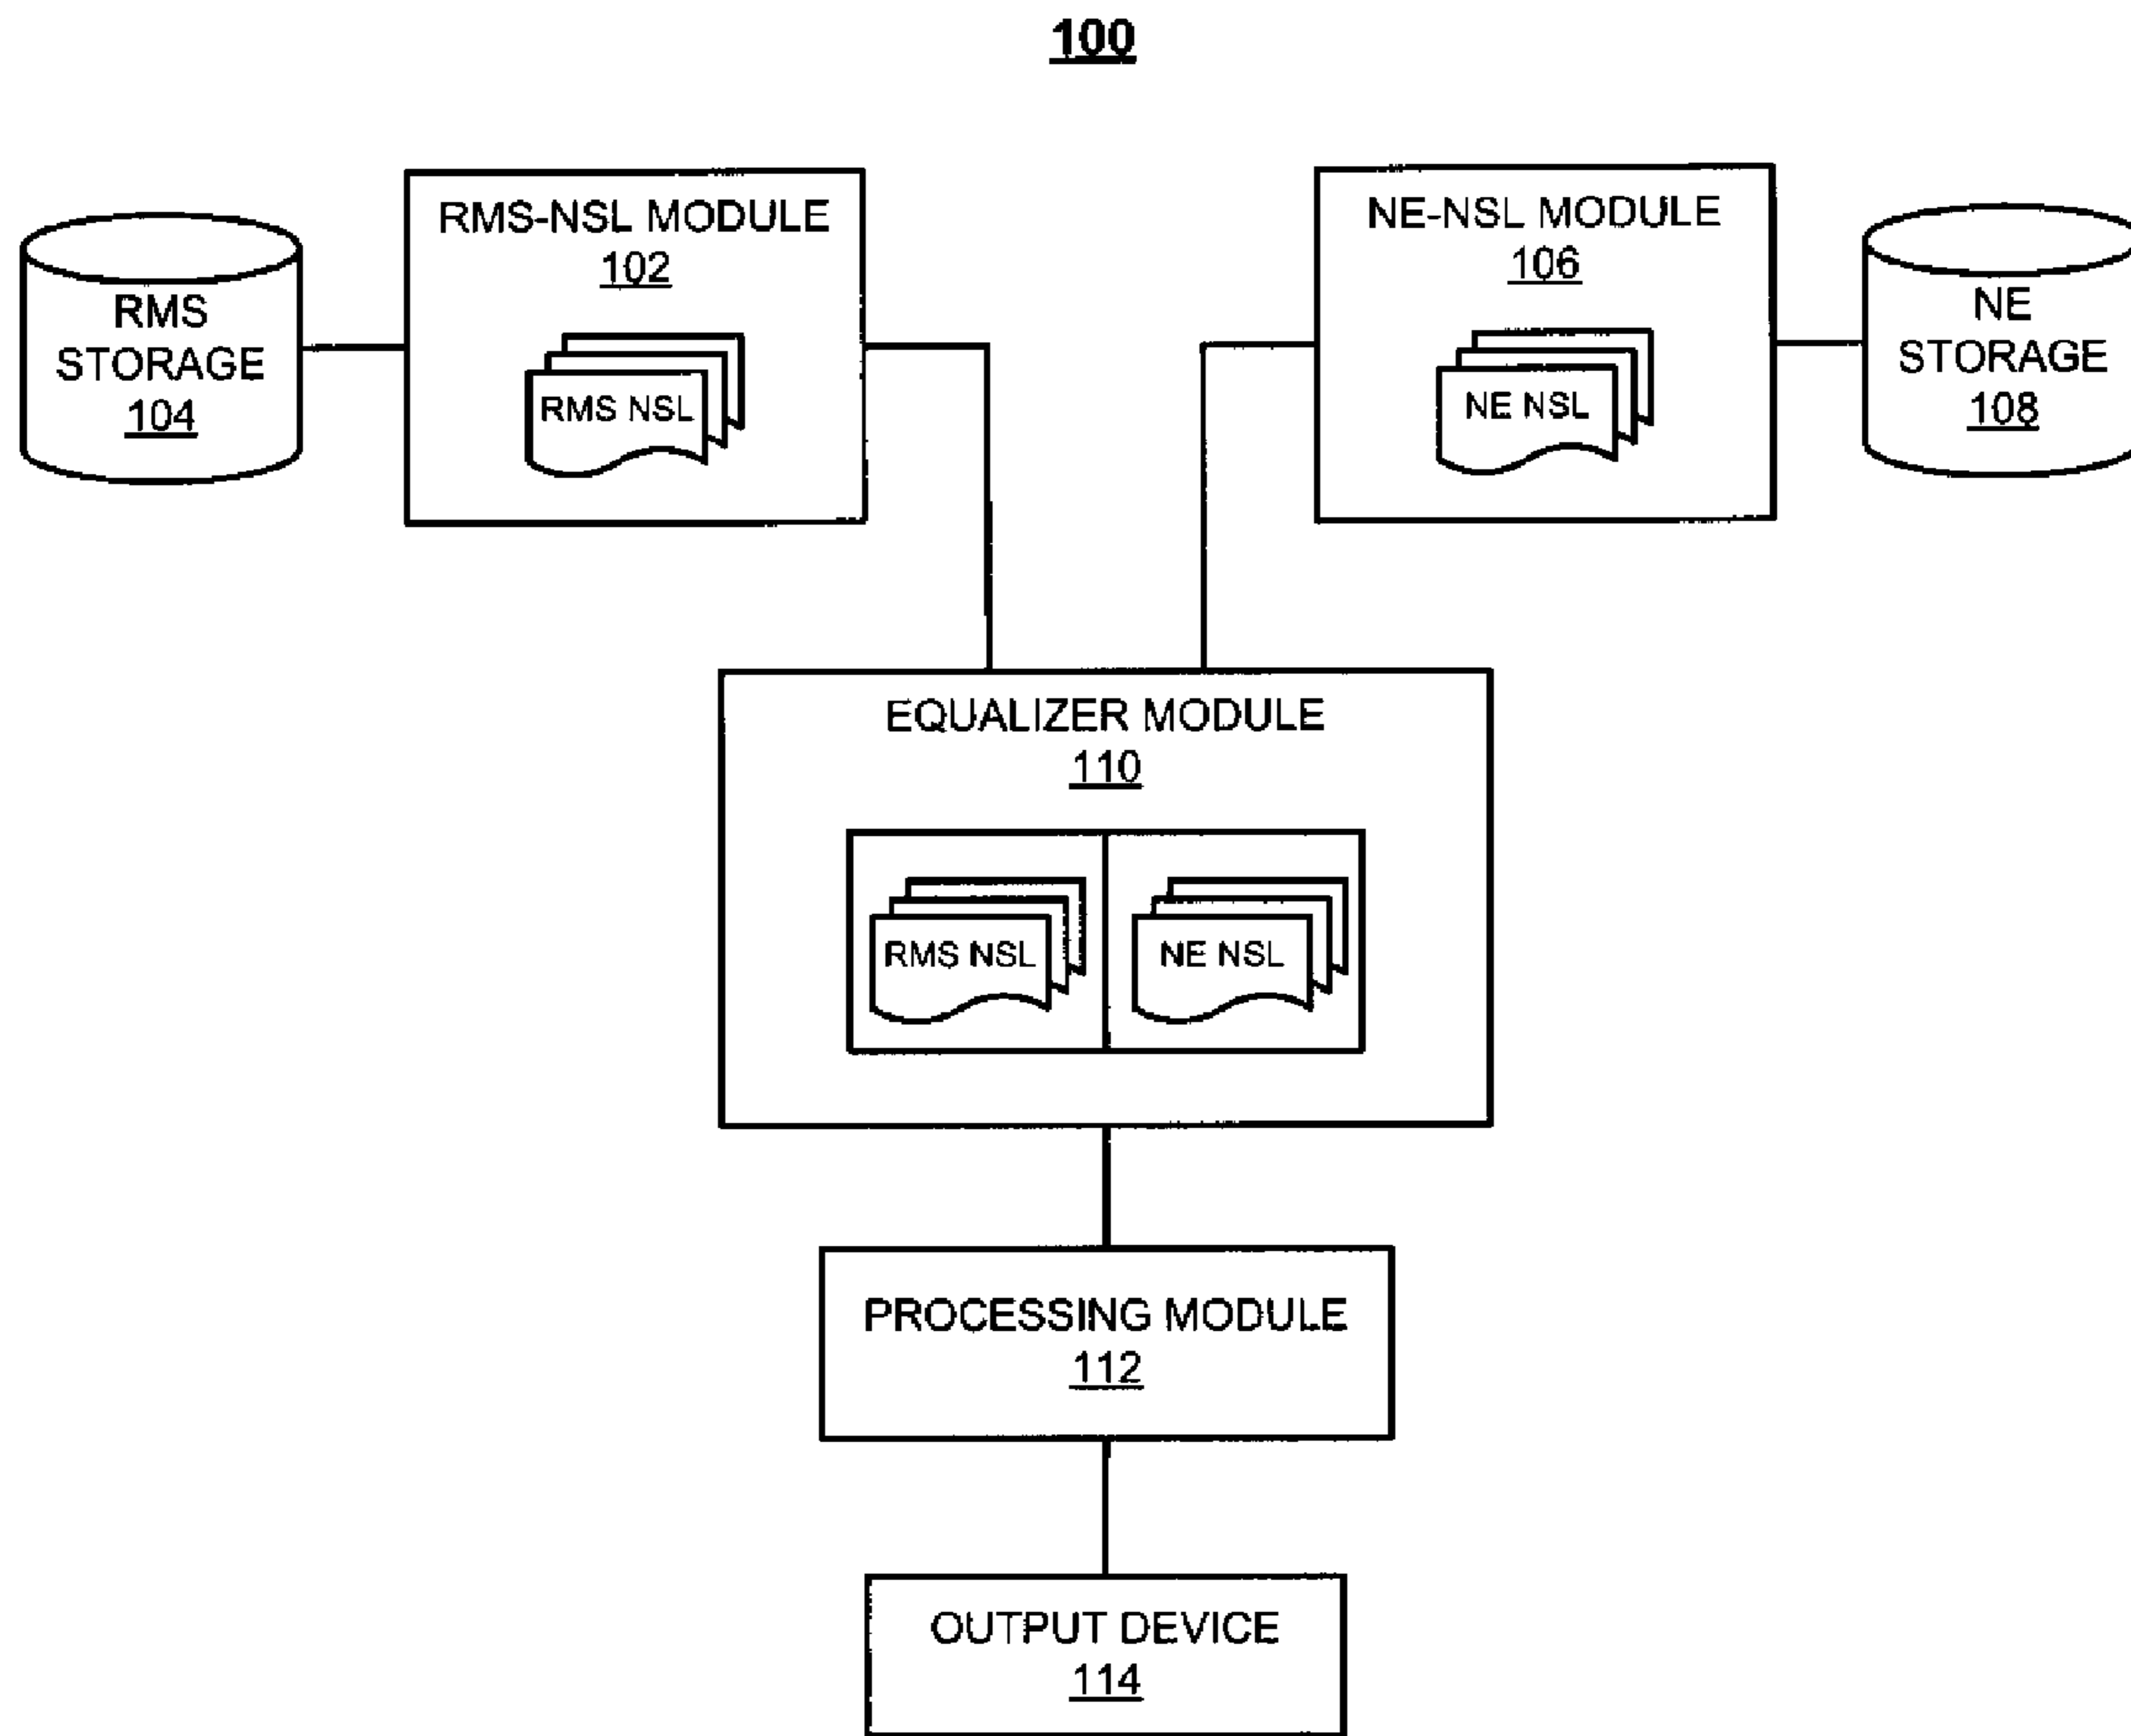 100
RMS-NSL MODULE
102
RMS NSL
RMS
STORAGE
104
NE-NSL MODULE
106
NE NSL
NE
STORAGE
108
EQUALIZER MODULE
110
RMS NSL
NE NSL
PROCESSING MODULE
112
OUTPUT DEVICE
114